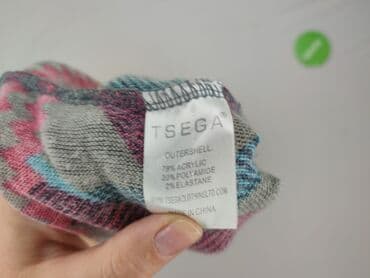 TSEGA
OUTERSHELL:
78% ACRYLIC
20% POLYAMIDE
2% ELASTANE
IN CHINA